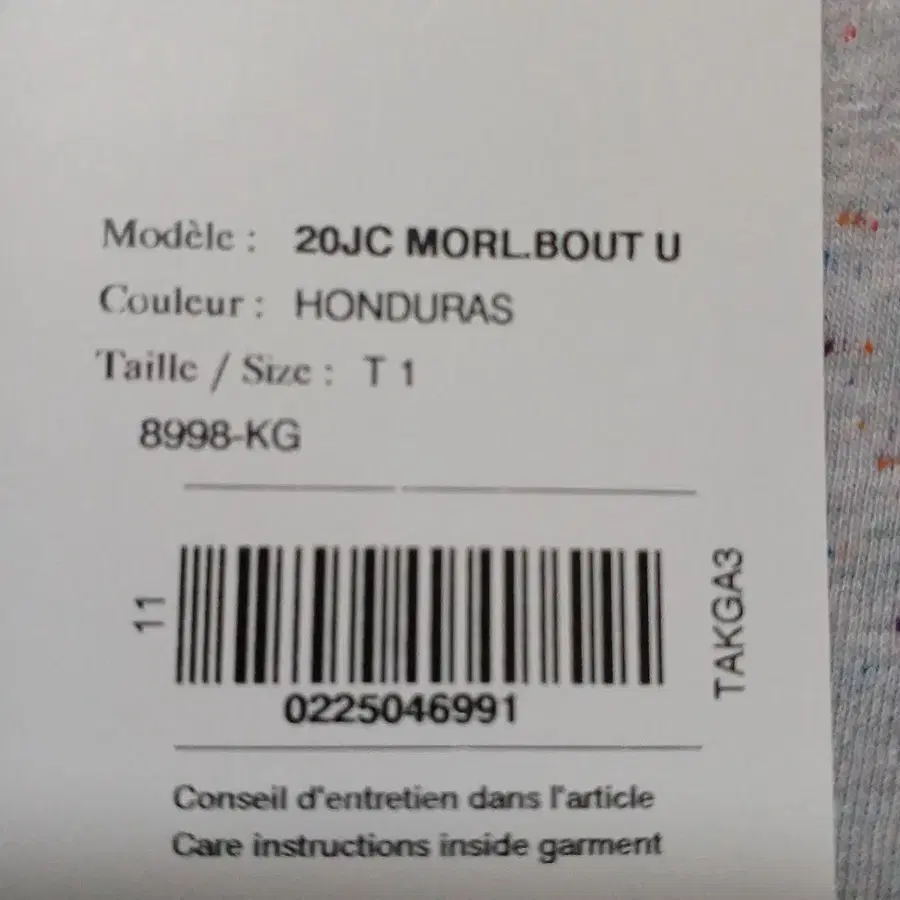 Modèle : 20JC MORL.BOUT U
Couleur : HONDURAS
Taille / Size : T 1
8998-KG
11
TAKGA3
0225046991
Conseil d'entretien dans l'article
Care instructions inside garment